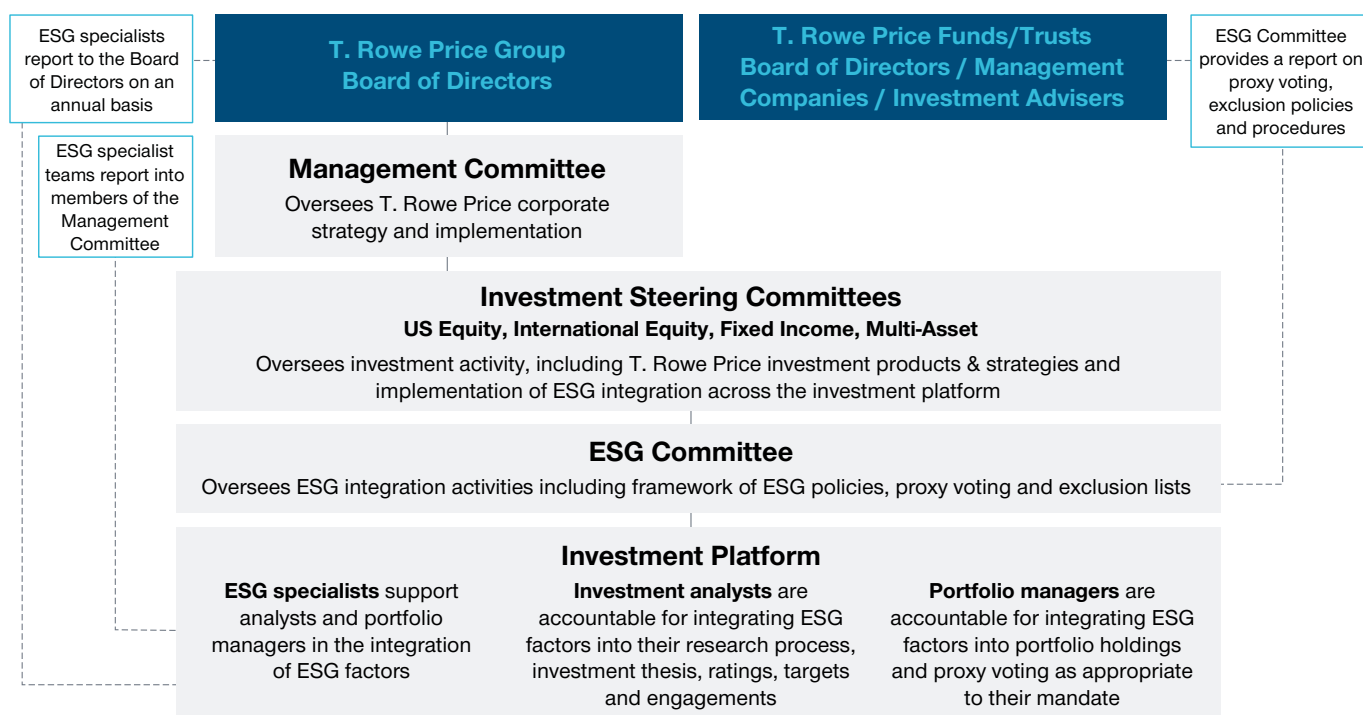 ESG specialists
report to the Board
of Directors on an
annual basis
T. Rowe Price Group
Board of Directors
T. Rowe Price Funds/Trusts
Board of Directors / Management
Companies / Investment Advisers
ESG Committee
provides a report on
proxy voting,
exclusion policies
and procedures
ESG specialist
teams report into
members of the
Management
Committee
Management Committee
Oversees T. Rowe Price corporate
strategy and implementation
Investment Steering Committees
US Equity, International Equity, Fixed Income, Multi-Asset
Oversees investment activity, including T. Rowe Price investment products & strategies and
implementation of ESG integration across the investment platform
ESG Committee
Oversees ESG integration activities including framework of ESG policies, proxy voting and exclusion lists
Investment Platform
ESG specialists support
analysts and portfolio
managers in the integration
of ESG factors
Investment analysts are
accountable for integrating ESG
factors into their research process,
investment thesis, ratings, targets
and engagements
Portfolio managers are
accountable for integrating ESG
factors into portfolio holdings
and proxy voting as appropriate
to their mandate